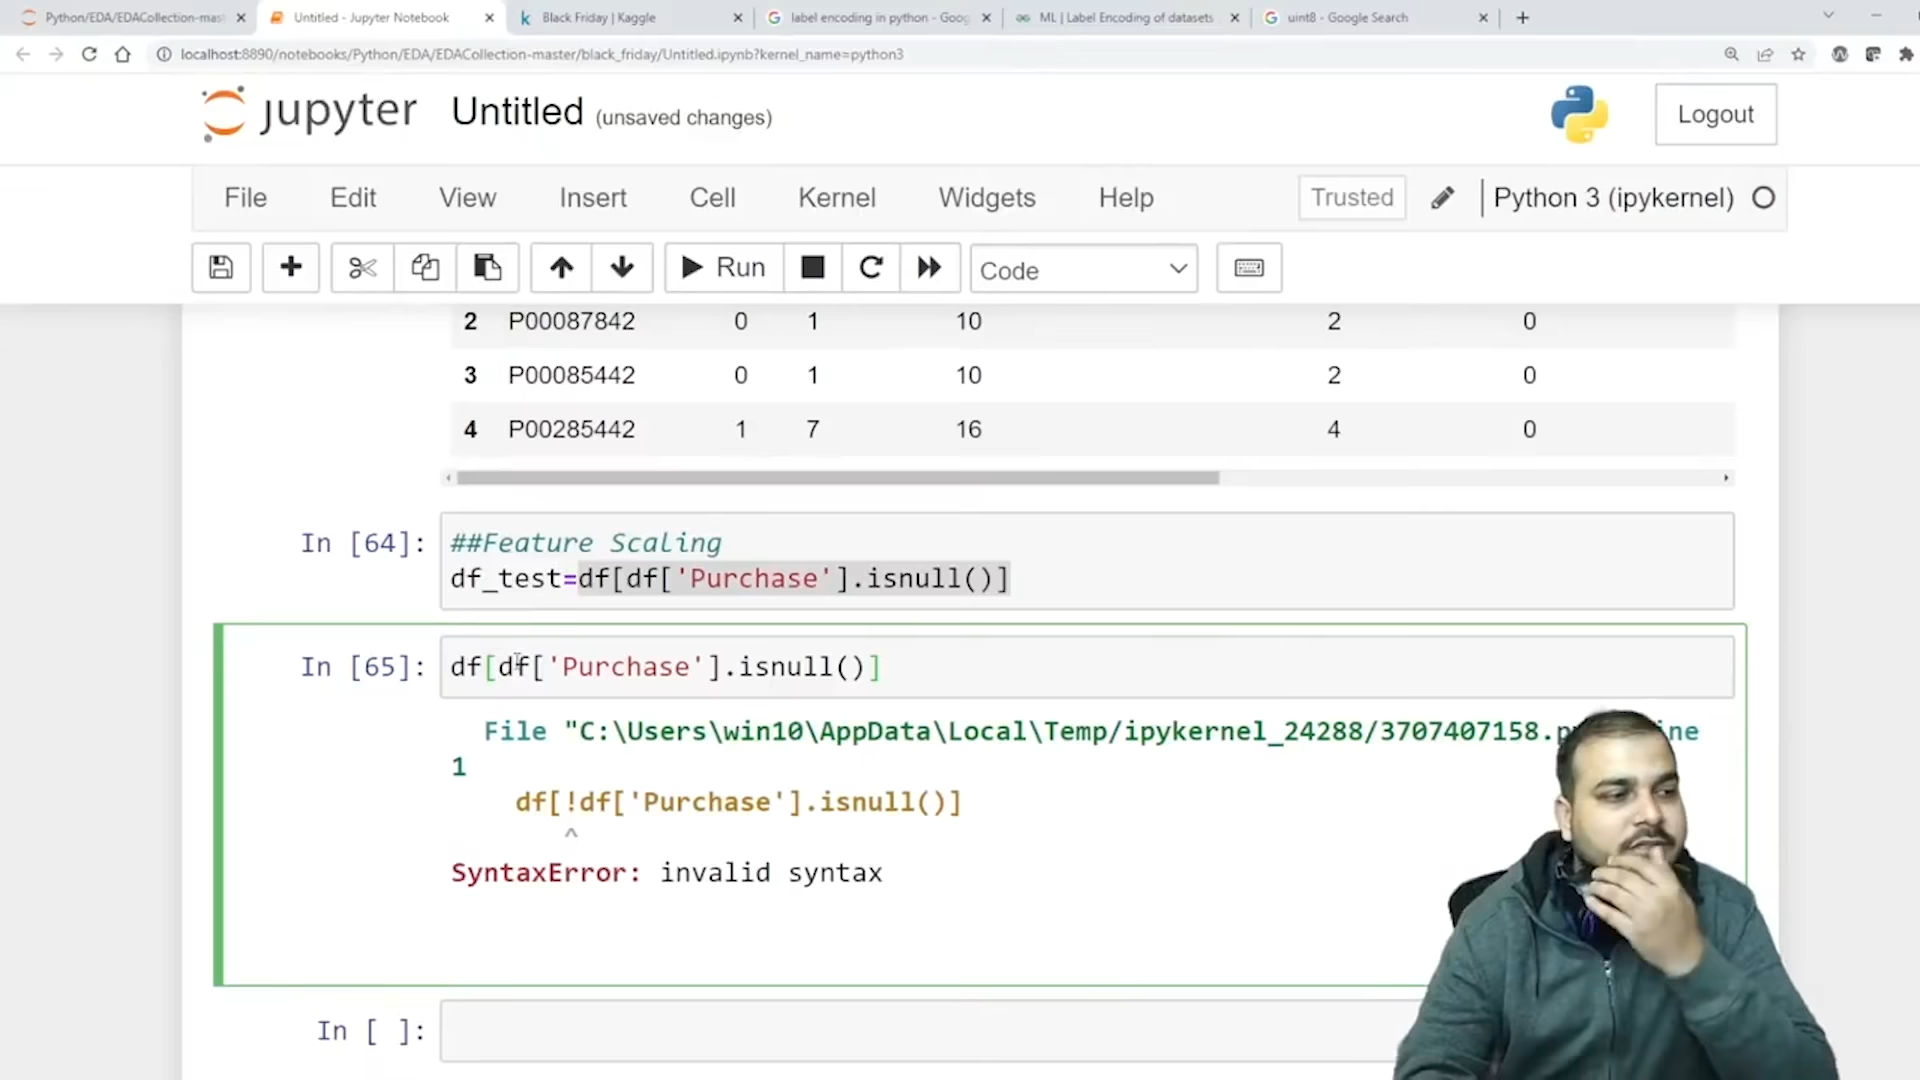 Python/EDA/EDACollection-mast
Untitled - Jupyter Notebook
Black Friday | Kaggle
label encoding in python - Goog
ML | Label Encoding of datasets
uint8 - Google Search
localhost:8890/notebooks/Python/EDA/EDACollection-master/black_friday/Untitled.ipynb?kernel_name=python3
jupyter Untitled (unsaved changes)
Logout
File Edit View Insert Cell Kernel Widgets Help
Trusted
Python 3 (ipykernel)
Run
Code
2 P00087842 0 1 10 2 0
3 P00085442 0 1 10 2 0
4 P00285442 1 7 16 4 0
In [64]:
##Feature Scaling
df_test=df[df['Purchase'].isnull()]
In [65]:
df[df['Purchase'].isnull()]
File "C:\Users\win10\AppData\Local\Temp/ipykernel_24288/3707407158.p
1
df[!df['Purchase'].isnull()]
^
SyntaxError: invalid syntax
In [ ]: